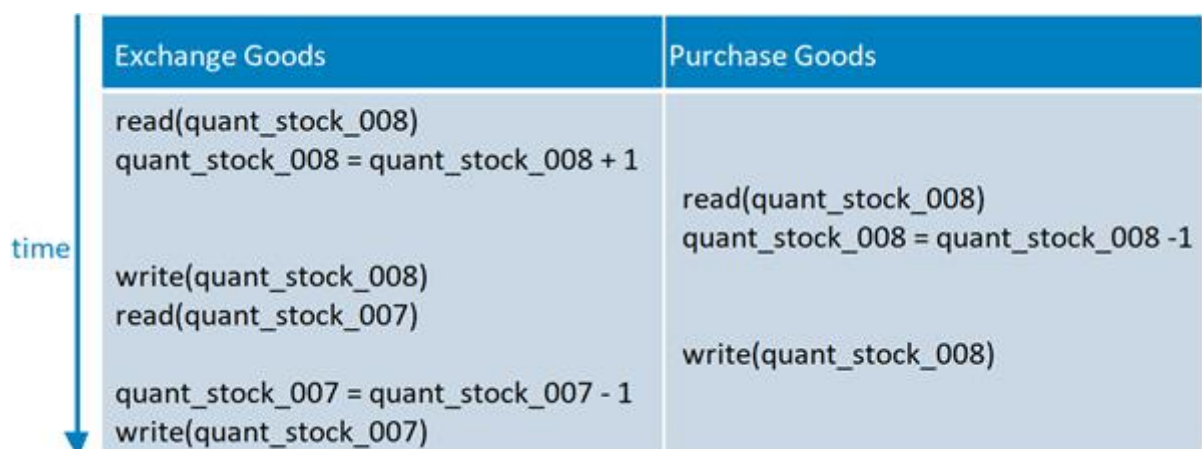 Exchange Goods
Purchase Goods
read(quant_stock_008)
quant_stock_008 = quant_stock_008 + 1
read(quant_stock_008)
quant_stock_008 = quant_stock_008 -1
time
write(quant_stock_008)
read(quant_stock_007)
write(quant_stock_008)
quant_stock_007 = quant_stock_007 - 1
write(quant_stock_007)